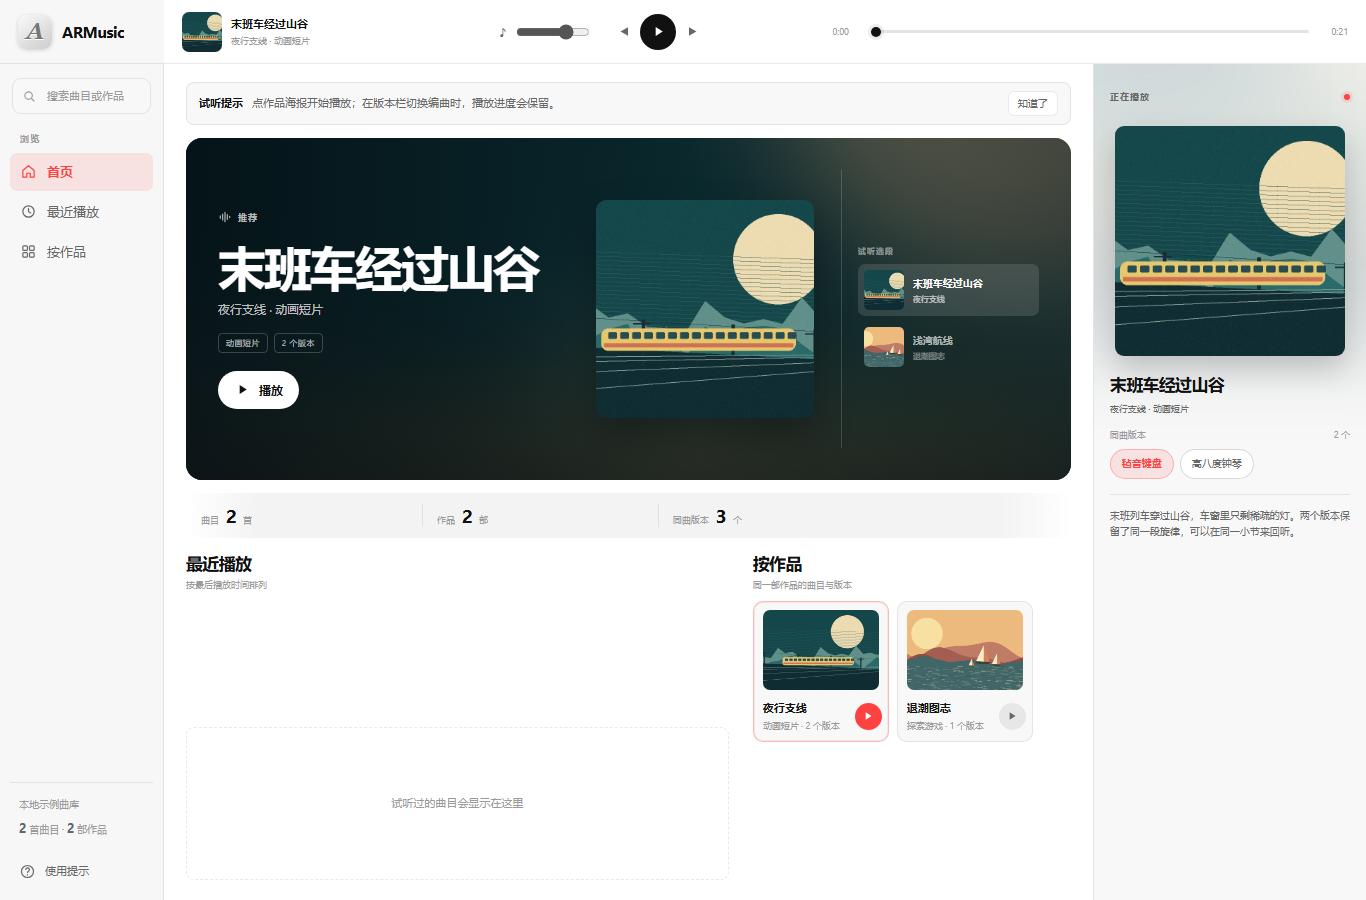 A ARMusic
末班车经过山谷
夜行支线 · 动画短片
0:00
0:21
搜索曲目或作品
浏览
首页
最近播放
按作品
本地示例曲库
2 首曲目 · 2 部作品
使用提示
试听提示 点作品海报开始播放；在版本栏切换编曲时，播放进度会保留。
知道了
推荐
末班车经过山谷
夜行支线 · 动画短片
动画短片 2 个版本
播放
试听选段
末班车经过山谷
夜行支线
浅湾航线
退潮图志
曲目 2 首
作品 2 部
同曲版本 3 个
最近播放
按最后播放时间排列
试听过的曲目会显示在这里
按作品
同一部作品的曲目与版本
夜行支线
动画短片 · 2 个版本
退潮图志
探索游戏 · 1 个版本
正在播放
末班车经过山谷
夜行支线 · 动画短片
同曲版本
2 个
毡音键盘
高八度钟琴
末班列车穿过山谷，车窗里只剩稀疏的灯。两个版本保
留了同一段旋律，可以在同一小节来回听。